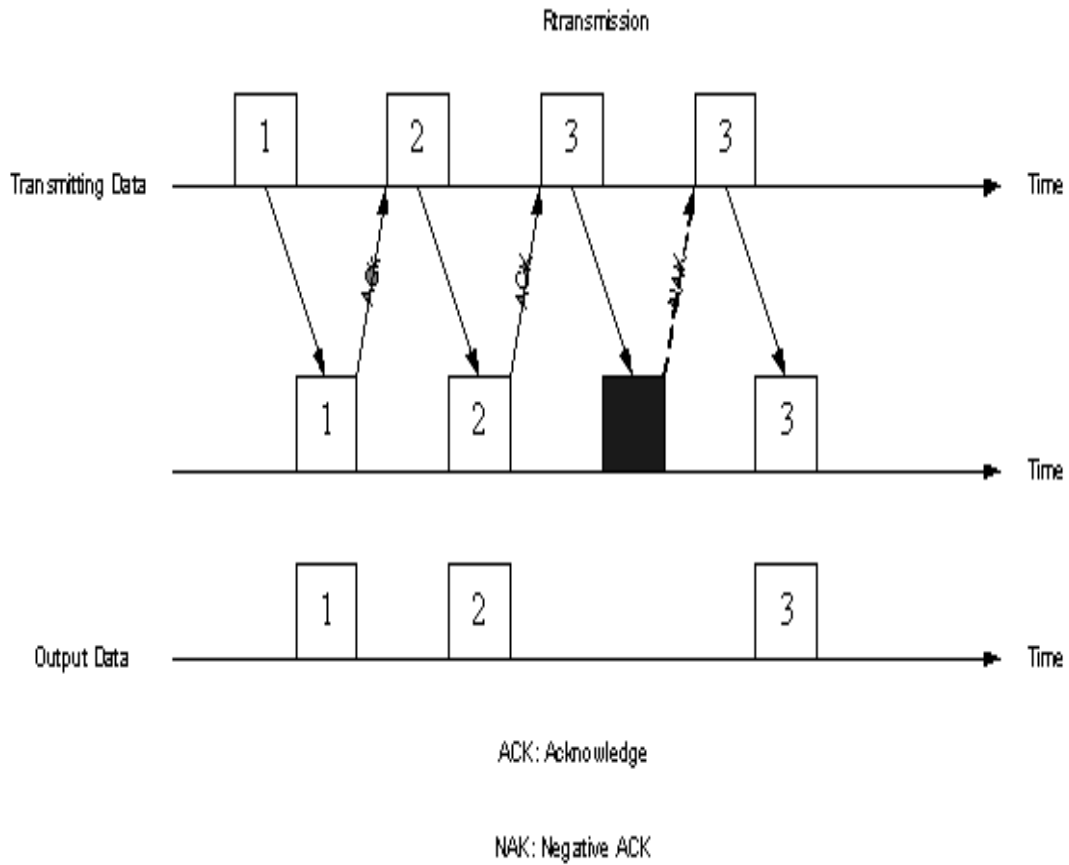 Rtransmission
1 2 3 3
Transmitting Data Time
ACK ACK NAK
1 2 3
Time
1 2 3
Output Data Time
ACK: Acknowledge
NAK: Negative ACK